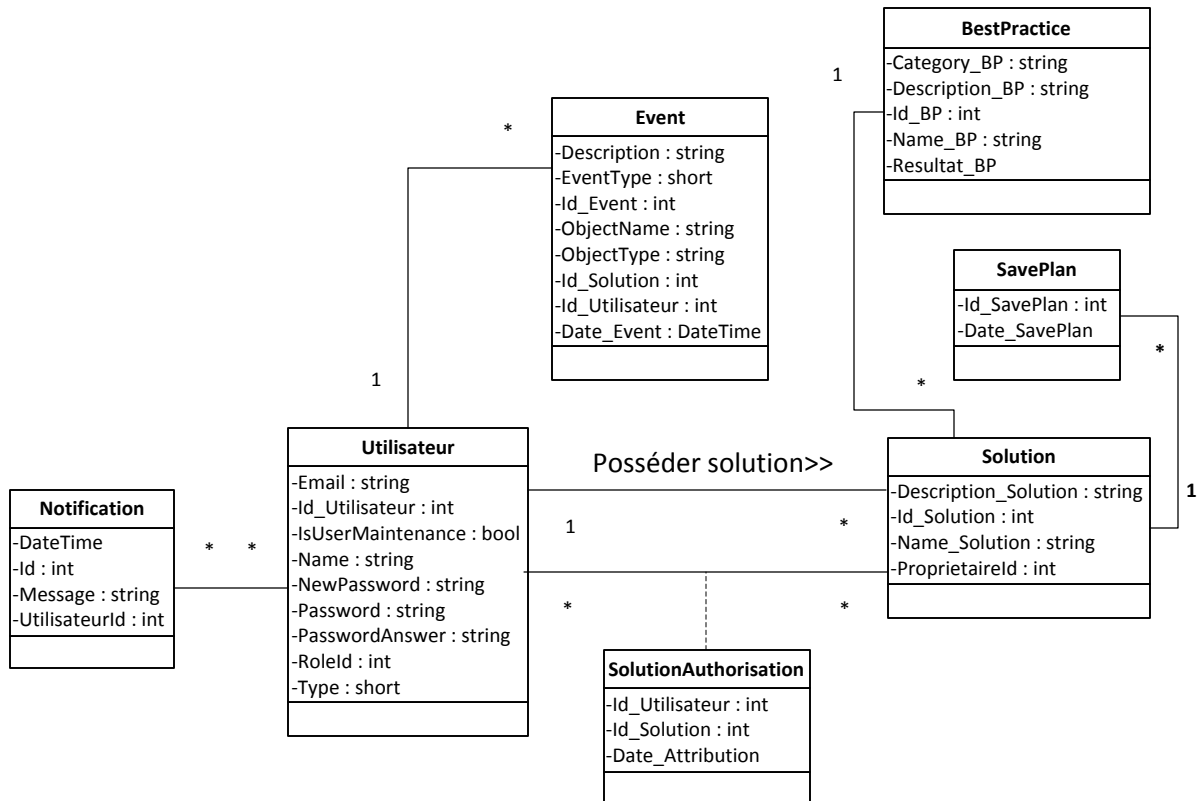 BestPractice
-Category_BP : string
-Description_BP : string
-Id_BP : int
-Name_BP : string
-Resultat_BP
1
*
Event
-Description : string
-EventType : short
-Id_Event : int
-ObjectName : string
-ObjectType : string
-Id_Solution : int
-Id_Utilisateur : int
-Date_Event : DateTime
*
1
SavePlan
-Id_SavePlan : int
-Date_SavePlan
*
1
Utilisateur
-Email : string
-Id_Utilisateur : int
-IsUserMaintenance : bool
-Name : string
-NewPassword : string
-Password : string
-PasswordAnswer : string
-RoleId : int
-Type : short
Posséder solution>>
1 *
* *
Solution
-Description_Solution : string
-Id_Solution : int
-Name_Solution : string
-ProprietaireId : int
Notification
-DateTime
-Id : int
-Message : string
-UtilisateurId : int
* *
SolutionAuthorisation
-Id_Utilisateur : int
-Id_Solution : int
-Date_Attribution